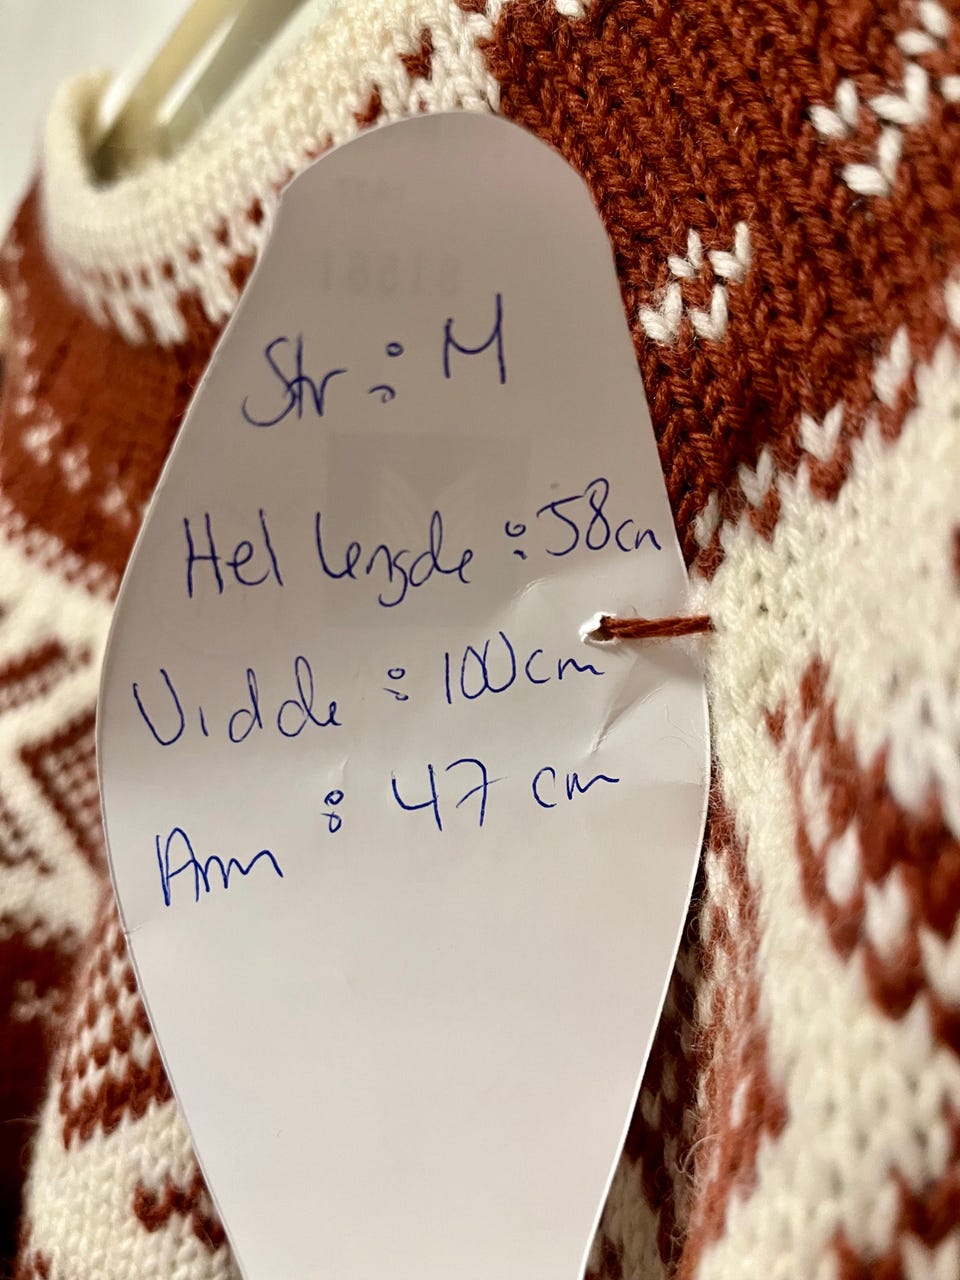 Str : M
Hel lengde : 58cm
Vidde : 100cm
Arm : 47 cm